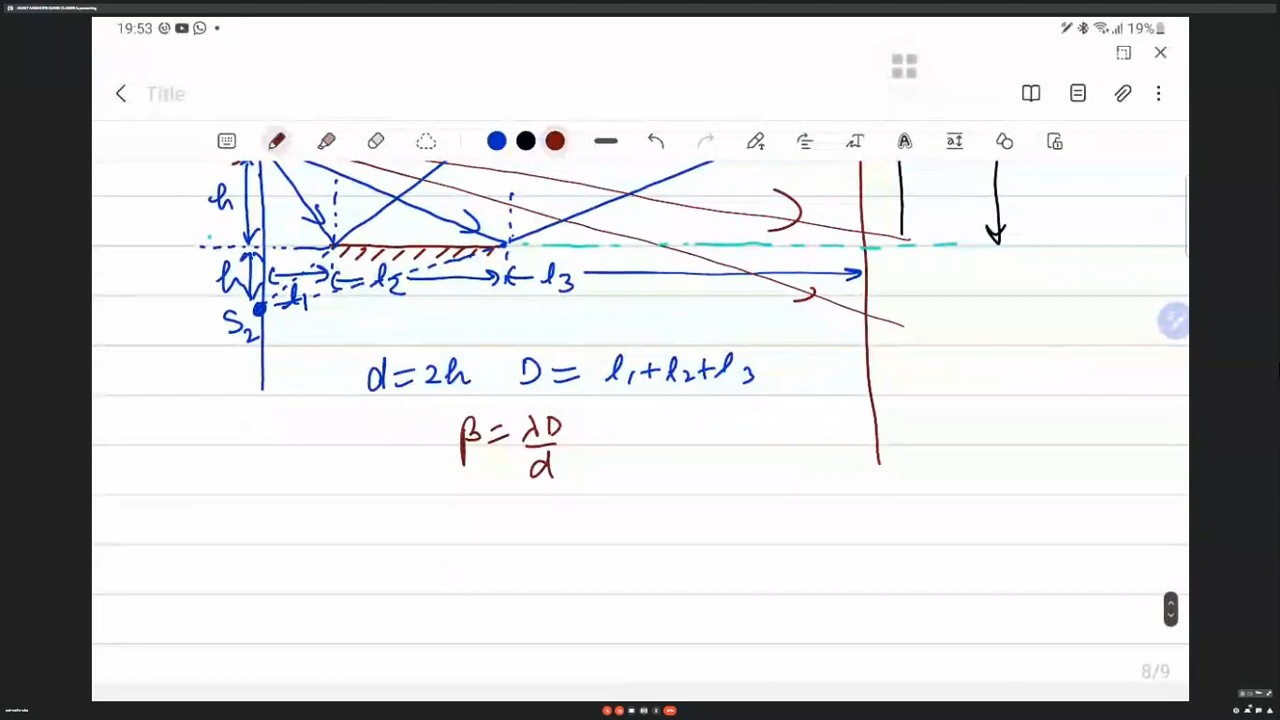 19:53
19%
Title
h
h
l1
l2
l3
S2
d = 2h D = l1 + l2 + l3
β = λD/d
8/9